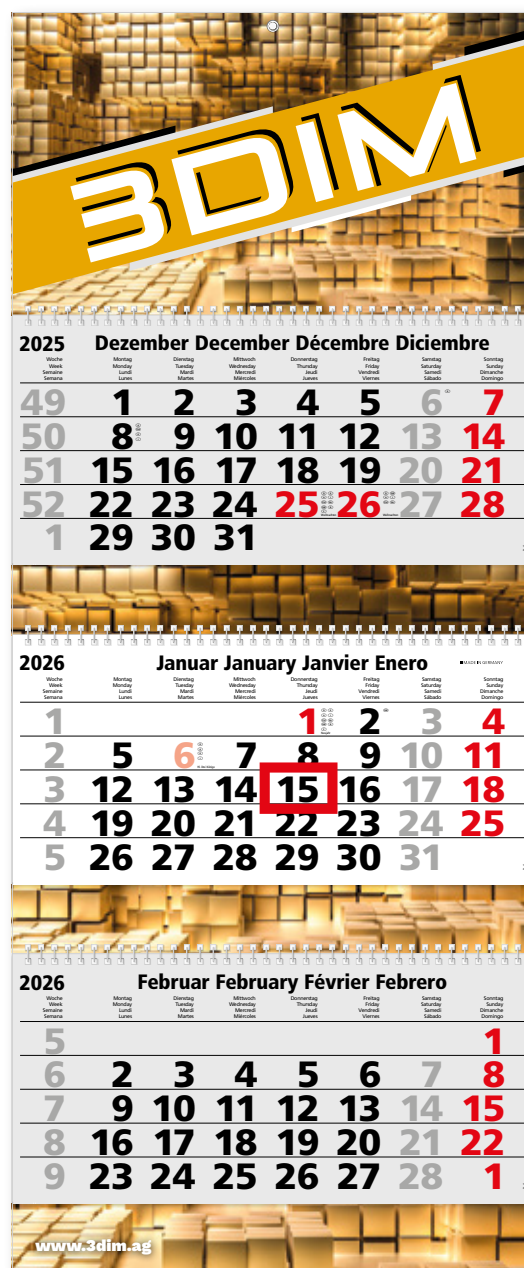 3DIM
2025 Dezember December Décembre Diciembre
Woche Montag Dienstag Mittwoch Donnerstag Freitag Samstag Sonntag
Week Monday Tuesday Wednesday Thursday Friday Saturday Sunday
Semaine Lundi Mardi Mercredi Jeudi Vendredi Samedi Dimanche
Semana Lunes Martes Miércoles Jueves Viernes Sábado Domingo
49 1 2 3 4 5 6 7
50 8 9 10 11 12 13 14
51 15 16 17 18 19 20 21
52 22 23 24 25 26 27 28
1 29 30 31
2026 Januar January Janvier Enero MADE IN GERMANY
Woche Montag Dienstag Mittwoch Donnerstag Freitag Samstag Sonntag
Week Monday Tuesday Wednesday Thursday Friday Saturday Sunday
Semaine Lundi Mardi Mercredi Jeudi Vendredi Samedi Dimanche
Semana Lunes Martes Miércoles Jueves Viernes Sábado Domingo
1 1 2 3 4
2 5 6 7 8 9 10 11
3 12 13 14 15 16 17 18
4 19 20 21 22 23 24 25
5 26 27 28 29 30 31
2026 Februar February Février Febrero
Woche Montag Dienstag Mittwoch Donnerstag Freitag Samstag Sonntag
Week Monday Tuesday Wednesday Thursday Friday Saturday Sunday
Semaine Lundi Mardi Mercredi Jeudi Vendredi Samedi Dimanche
Semana Lunes Martes Miércoles Jueves Viernes Sábado Domingo
5 1
6 2 3 4 5 6 7 8
7 9 10 11 12 13 14 15
8 16 17 18 19 20 21 22
9 23 24 25 26 27 28 1
www.3dim.ag